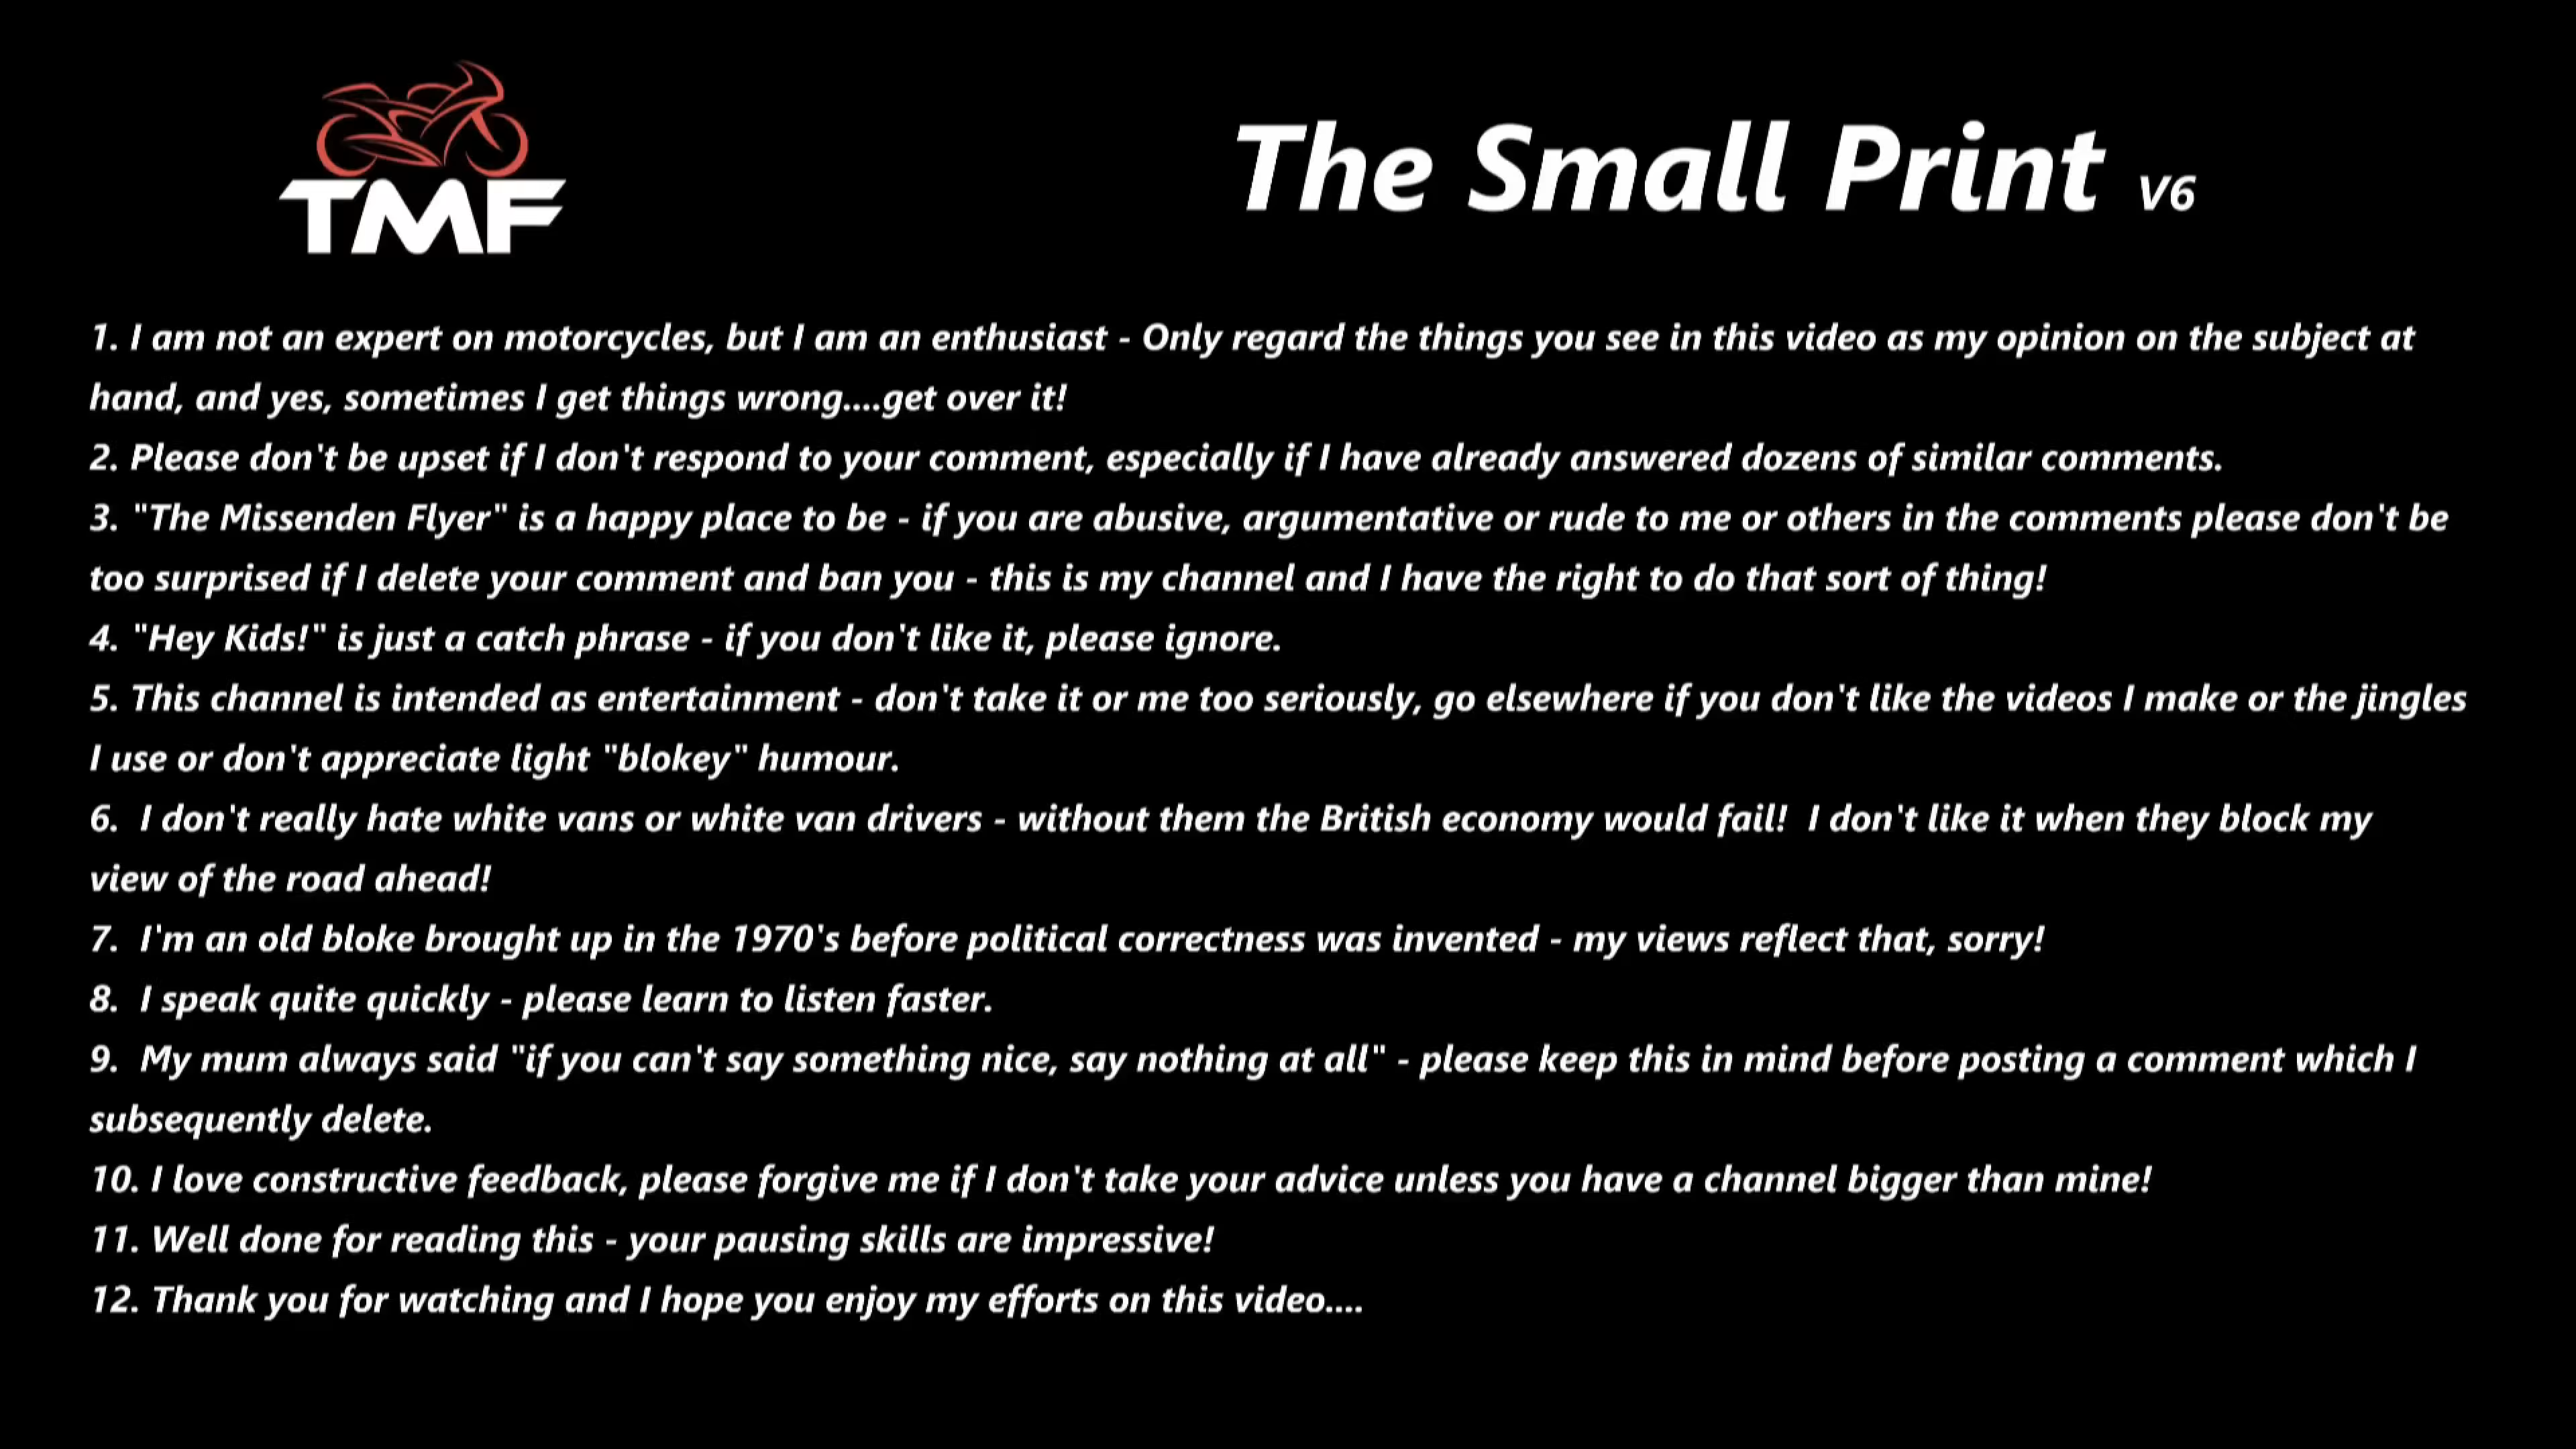 TMF
The Small Print V6
1. I am not an expert on motorcycles, but I am an enthusiast - Only regard the things you see in this video as my opinion on the subject at
hand, and yes, sometimes I get things wrong....get over it!
2. Please don't be upset if I don't respond to your comment, especially if I have already answered dozens of similar comments.
3. "The Missenden Flyer" is a happy place to be - if you are abusive, argumentative or rude to me or others in the comments please don't be
too surprised if I delete your comment and ban you - this is my channel and I have the right to do that sort of thing!
4. "Hey Kids!" is just a catch phrase - if you don't like it, please ignore.
5. This channel is intended as entertainment - don't take it or me too seriously, go elsewhere if you don't like the videos I make or the jingles
I use or don't appreciate light "blokey" humour.
6.  I don't really hate white vans or white van drivers - without them the British economy would fail!  I don't like it when they block my
view of the road ahead!
7.  I'm an old bloke brought up in the 1970's before political correctness was invented - my views reflect that, sorry!
8.  I speak quite quickly - please learn to listen faster.
9.  My mum always said "if you can't say something nice, say nothing at all" - please keep this in mind before posting a comment which I
subsequently delete.
10. I love constructive feedback, please forgive me if I don't take your advice unless you have a channel bigger than mine!
11. Well done for reading this - your pausing skills are impressive!
12. Thank you for watching and I hope you enjoy my efforts on this video....